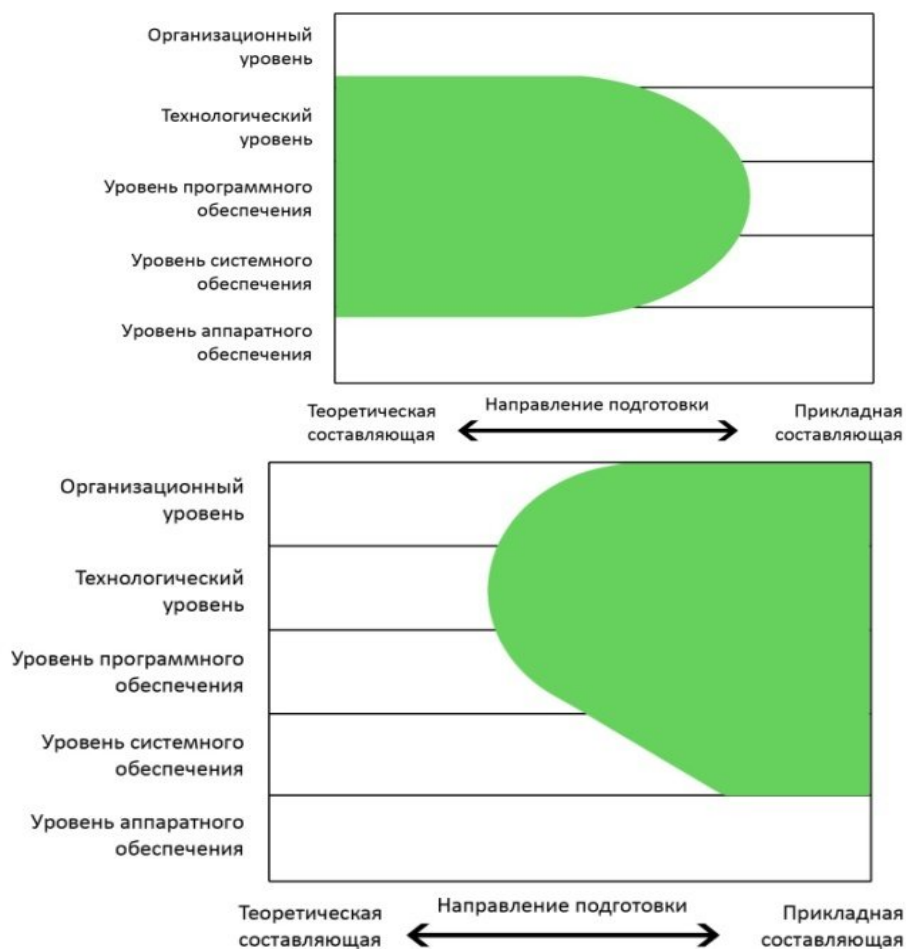 Организационный
уровень
Технологический
уровень
Уровень программного
обеспечения
Уровень системного
обеспечения
Уровень аппаратного
обеспечения
Теоретическая
составляющая
Направление подготовки
Прикладная
составляющая
Организационный
уровень
Технологический
уровень
Уровень программного
обеспечения
Уровень системного
обеспечения
Уровень аппаратного
обеспечения
Теоретическая
составляющая
Направление подготовки
Прикладная
составляющая